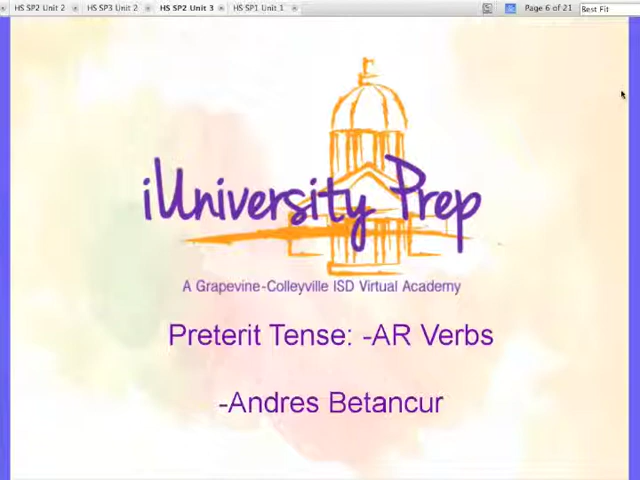 HS SP2 Unit 2 HS SP3 Unit 2 HS SP2 Unit 3 HS SP1 Unit 1 Page 6 of 21 Best Fit
iUniversity Prep
A Grapevine-Colleyville ISD Virtual Academy
Preterit Tense: -AR Verbs
-Andres Betancur